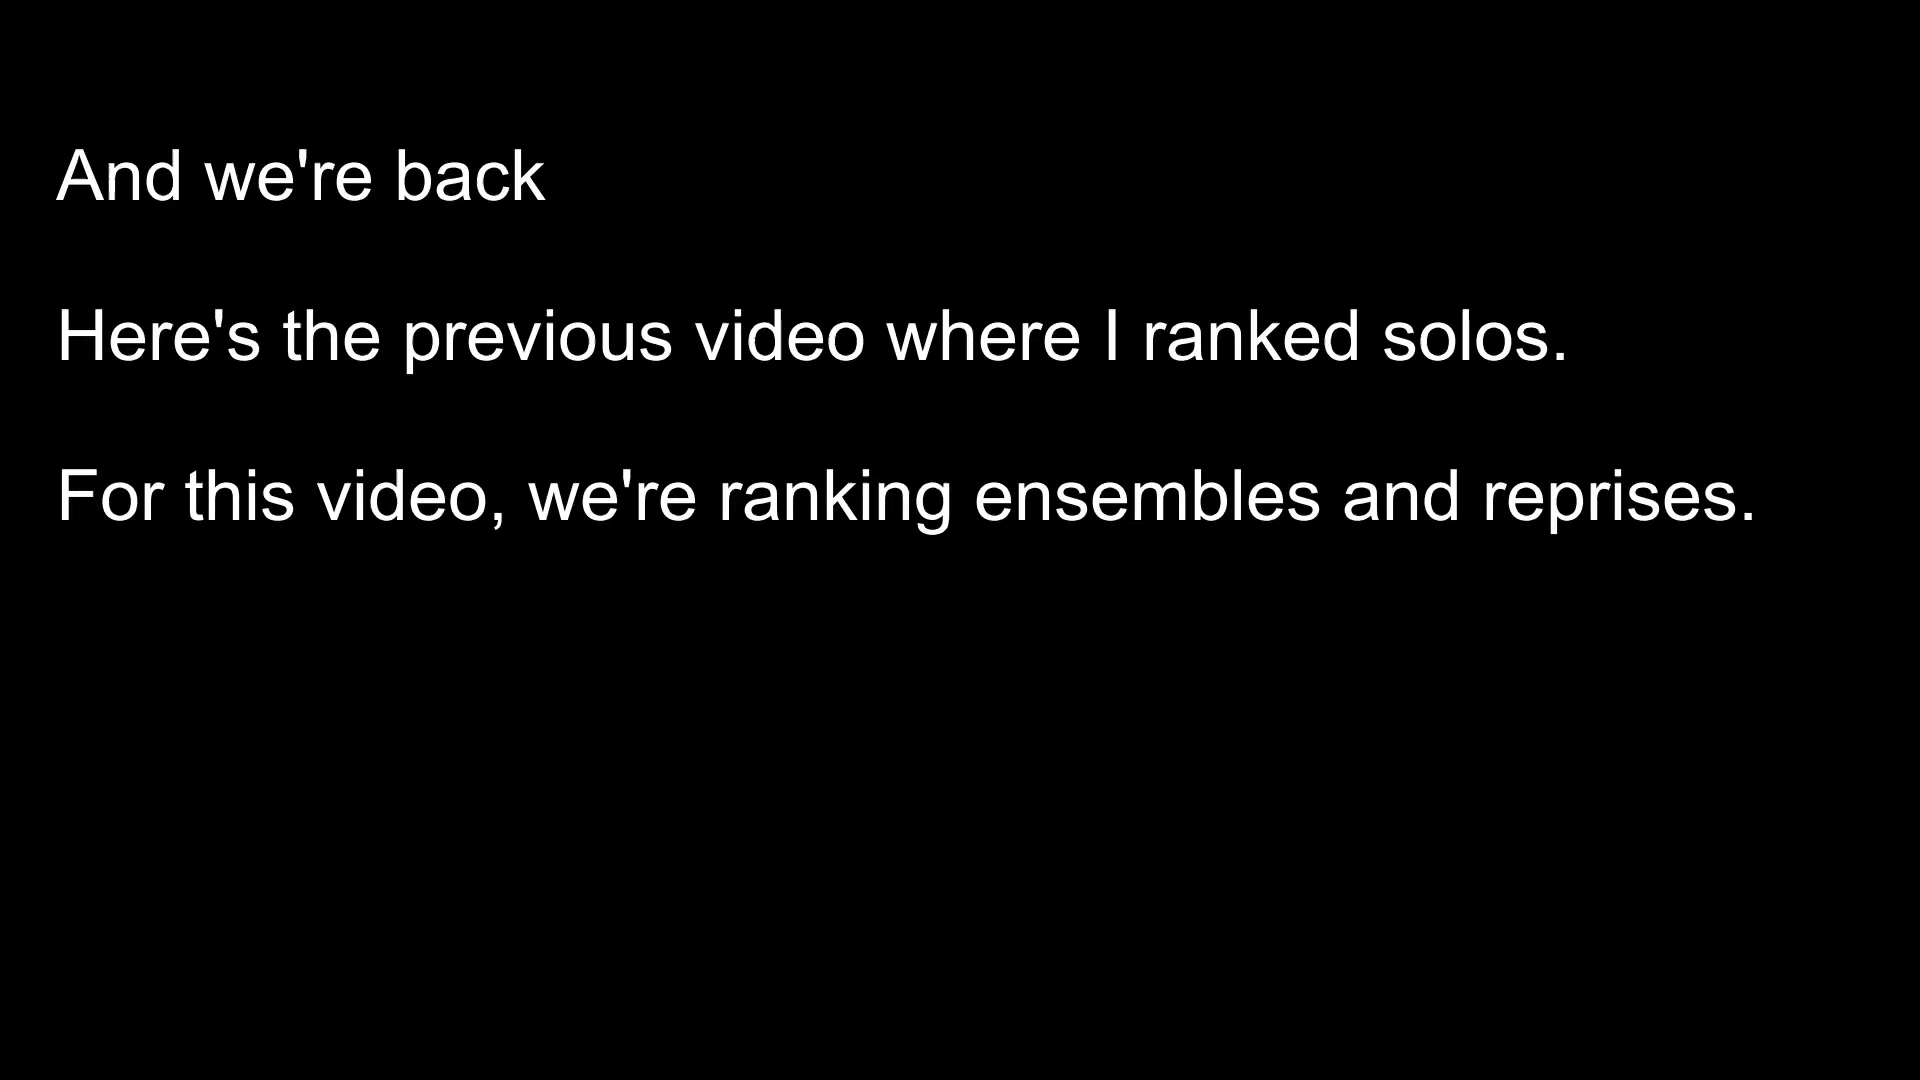 And we're back
Here's the previous video where I ranked solos.
For this video, we're ranking ensembles and reprises.